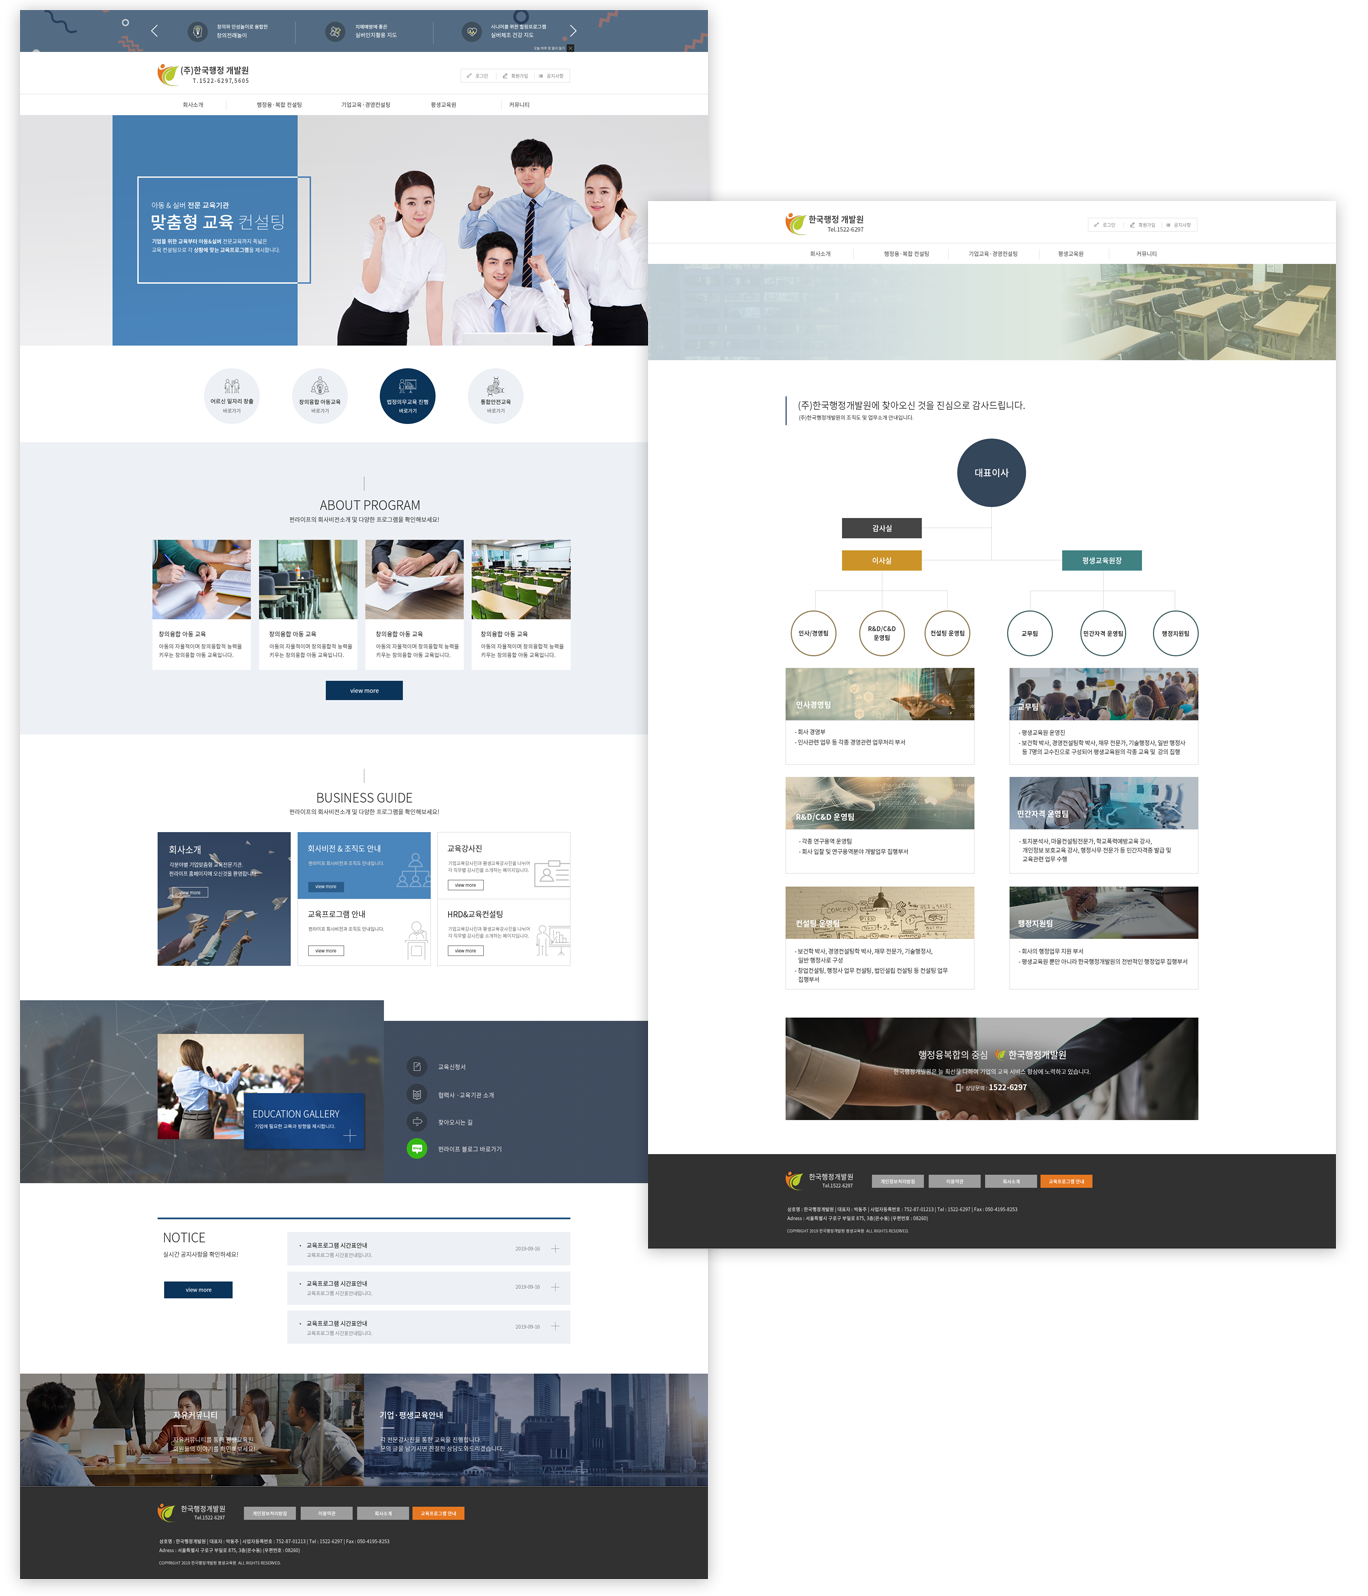 창의와 인성놀이로 융합한
창의전래놀이
치매예방에 좋은
실버인지활용 지도
시니어를 위한 힐링프로그램
실버체조 건강 지도
(주)한국행정 개발원
T.1522-6297,5605
로그인
회원가입
공지사항
회사소개
행정융·복합 컨설팅
기업교육·경영컨설팅
평생교육원
커뮤니티
아동 & 실버 전문 교육기관
맞춤형 교육 컨설팅
기업을 위한 교육부터 아동&실버 전문교육까지 폭넓은
교육 컨설팅으로 각 상황에 맞는 교육프로그램을 제시합니다.
어르신 일자리 창출
바로가기
창의융합 아동교육
바로가기
법정의무교육 진행
바로가기
통합안전교육
바로가기
ABOUT PROGRAM
펀라이프의 회사비전소개 및 다양한 프로그램을 확인해보세요!
창의융합 아동 교육
아동의 자율적이며 창의융합적 능력을
키우는 창의융합 아동 교육입니다.
창의융합 아동 교육
아동의 자율적이며 창의융합적 능력을
키우는 창의융합 아동 교육입니다.
창의융합 아동 교육
아동의 자율적이며 창의융합적 능력을
키우는 창의융합 아동 교육입니다.
창의융합 아동 교육
아동의 자율적이며 창의융합적 능력을
키우는 창의융합 아동 교육입니다.
view more
BUSINESS GUIDE
펀라이프의 회사비전소개 및 다양한 프로그램을 확인해보세요!
회사소개
각분야별 기업맞춤형 교육전문기관.
펀라이프 홈페이지에 오신것을 환영합니다
view more
회사비전 & 조직도 안내
펀라이프 회사비전과 조직도 안내입니다.
view more
교육강사진
기업교육강사진과 평생교육강사진을 나누어
각 직무별 강사진을 소개하는 페이지입니다.
view more
교육프로그램 안내
펀라이프 회사비전과 조직도 안내입니다.
view more
HRD&교육컨설팅
기업교육강사진과 평생교육강사진을 나누어
각 직무별 강사진을 소개하는 페이지입니다.
view more
EDUCATION GALLERY
기업에 필요한 교육과 방향을 제시합니다.
교육신청서
협력사·교육기관 소개
찾아오시는 길
펀라이프 블로그 바로가기
NOTICE
실시간 공지사항을 확인하세요!
view more
· 교육프로그램 시간표안내
교육프로그램 시간표안내입니다.
2019-09-16
· 교육프로그램 시간표안내
교육프로그램 시간표안내입니다.
2019-09-16
· 교육프로그램 시간표안내
교육프로그램 시간표안내입니다.
2019-09-16
자유커뮤니티
자유커뮤니티를 통해 평생교육원
회원들의 이야기를 확인해보세요!
기업·평생교육안내
각 전문강사진을 통한 교육을 진행합니다.
문의 글을 남기시면 친절한 상담도와드리겠습니다.
한국행정개발원
Tel.1522-6297
개인정보처리방침
이용약관
회사소개
교육프로그램 안내
상호명 : 한국행정개발원 | 대표자 : 박동주 | 사업자등록번호 : 752-87-01213 | Tel : 1522-6297 | Fax : 050-4195-8253
Adress : 서울특별시 구로구 부일로 875, 3층(온수동) (우편번호 : 08260)
COPYRIGHT 2019 한국행정개발원 평생교육원 ALL RIGHTS RESERVED.
한국행정 개발원
Tel.1522-6297
로그인
회원가입
공지사항
회사소개
행정융·복합 컨설팅
기업교육·경영컨설팅
평생교육원
커뮤니티
(주)한국행정개발원에 찾아오신 것을 진심으로 감사드립니다.
(주)한국행정개발원의 조직도 및 업무소개 안내입니다.
대표이사
감사실
이사실
평생교육원장
인사/경영팀
R&D/C&D
운영팀
컨설팅 운영팀
교무팀
민간자격 운영팀
행정지원팀
인사경영팀
- 회사 경영부
- 인사관련 업무 등 각종 경영관련 업무처리 부서
교무팀
- 평생교육원 운영진
- 보건학 박사, 경영컨설팅학 박사, 재무 전문가, 기술행정사, 일반 행정사
등 7명의 교수진으로 구성되어 평생교육원의 각종 교육 및 강의 집행
R&D/C&D 운영팀
- 각종 연구용역 운영팀
- 회사 입찰 및 연구용역분야 개발업무 집행부서
민간자격 운영팀
- 토지분석사, 마을컨설팅전문가, 학교폭력예방교육 강사,
개인정보 보호교육 강사, 행정사무 전문가 등 민간자격증 발급 및
교육관련 업무 수행
컨설팅 운영팀
- 보건학 박사, 경영컨설팅학 박사, 재무 전문가, 기술행정사,
일반 행정사로 구성
- 창업컨설팅, 행정사 업무 컨설팅, 법인설립 컨설팅 등 컨설팅 업무
집행부서
행정지원팀
- 회사의 행정업무 지원 부서
- 평생교육원 뿐만 아니라 한국행정개발원의 전반적인 행정업무 집행부서
행정융복합의 중심 한국행정개발원
한국행정개발원은 늘 최선을 다하여 기업의 교육 서비스 향상에 노력하고 있습니다.
상담문의 : 1522-6297
한국행정개발원
Tel.1522-6297
개인정보처리방침
이용약관
회사소개
교육프로그램 안내
상호명 : 한국행정개발원 | 대표자 : 박동주 | 사업자등록번호 : 752-87-01213 | Tel : 1522-6297 | Fax : 050-4195-8253
Adress : 서울특별시 구로구 부일로 875, 3층(온수동) (우편번호 : 08260)
COPYRIGHT 2019 한국행정개발원 평생교육원 ALL RIGHTS RESERVED.